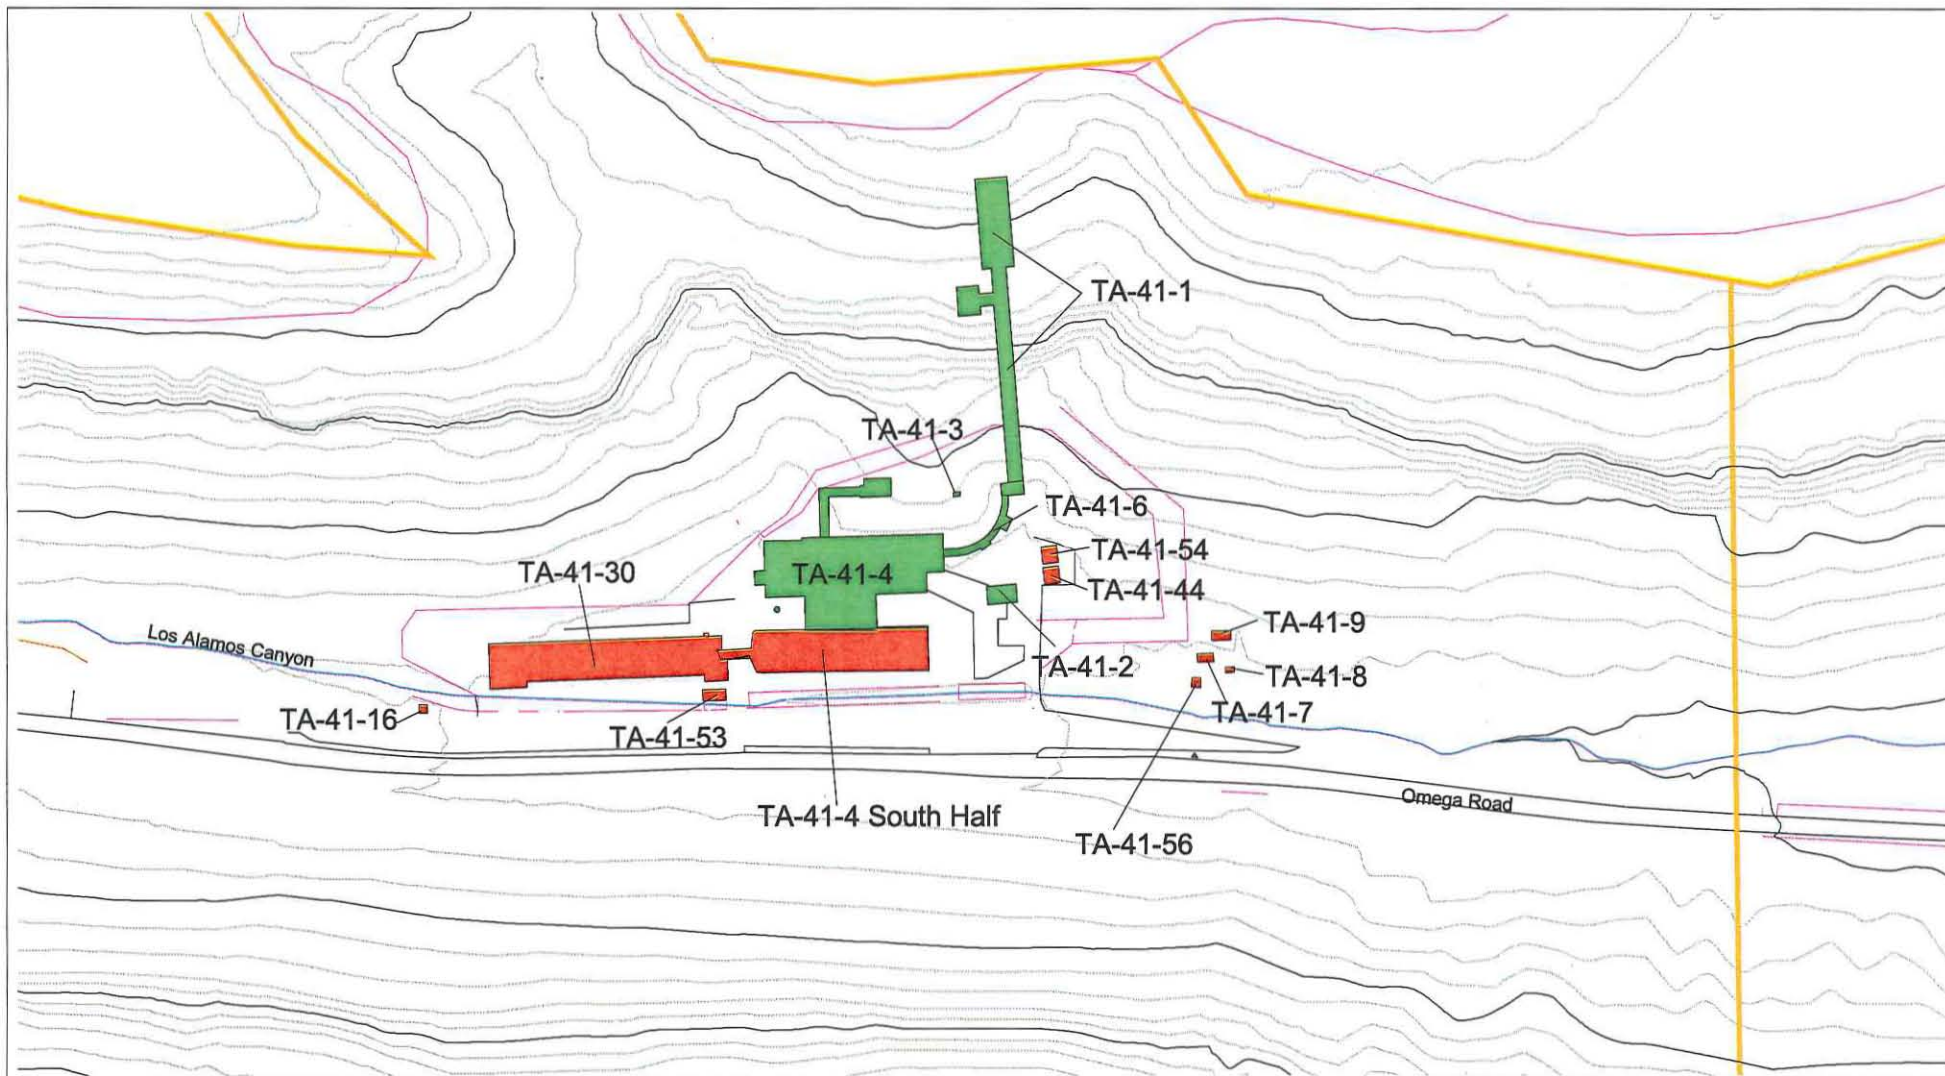 TA-41-1
TA-41-3
TA-41-6
TA-41-54
TA-41-30
TA-41-4
TA-41-44
TA-41-9
Los Alamos Canyon
TA-41-2
TA-41-8
TA-41-16
TA-41-7
TA-41-53
Omega Road
TA-41-4 South Half
TA-41-56